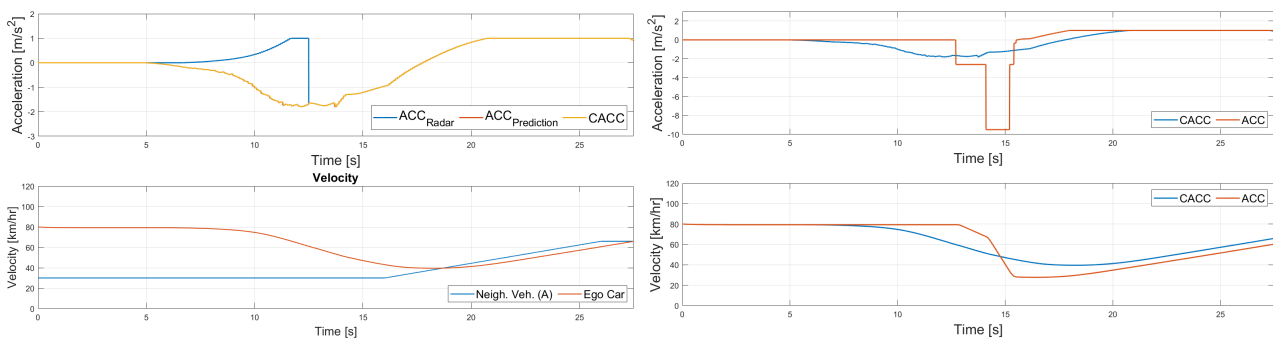 Acceleration [m/s²]
2
1
0
-1
-2
-3
0 5 10 15 20 25
ACC_Radar ACC_Prediction CACC
Time [s]
Velocity
Velocity [km/hr]
120
100
80
60
40
20
0
0 5 10 15 20 25
Neigh. Veh. (A) Ego Car
Time [s]
Acceleration [m/s²]
2
0
-2
-4
-6
-8
-10
0 5 10 15 20 25
CACC ACC
Time [s]
Velocity [km/hr]
120
100
80
60
40
20
0
0 5 10 15 20 25
CACC ACC
Time [s]